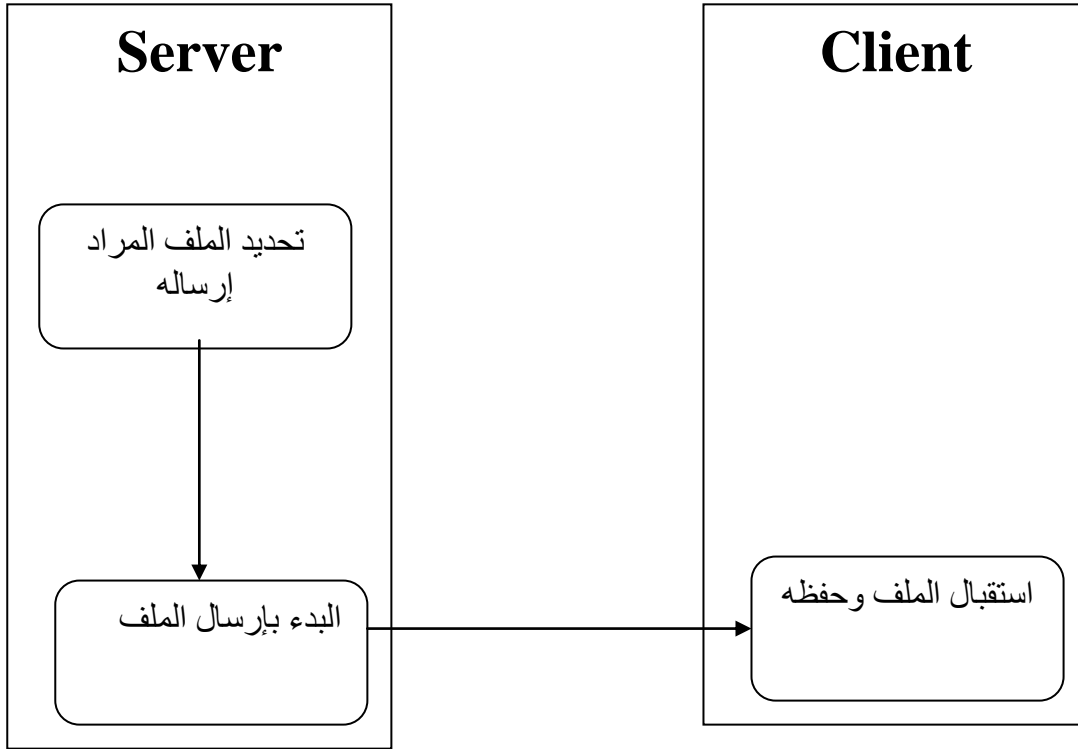 Server
Client
تحديد الملف المراد
إرساله
البدء بإرسال الملف
استقبال الملف وحفظه